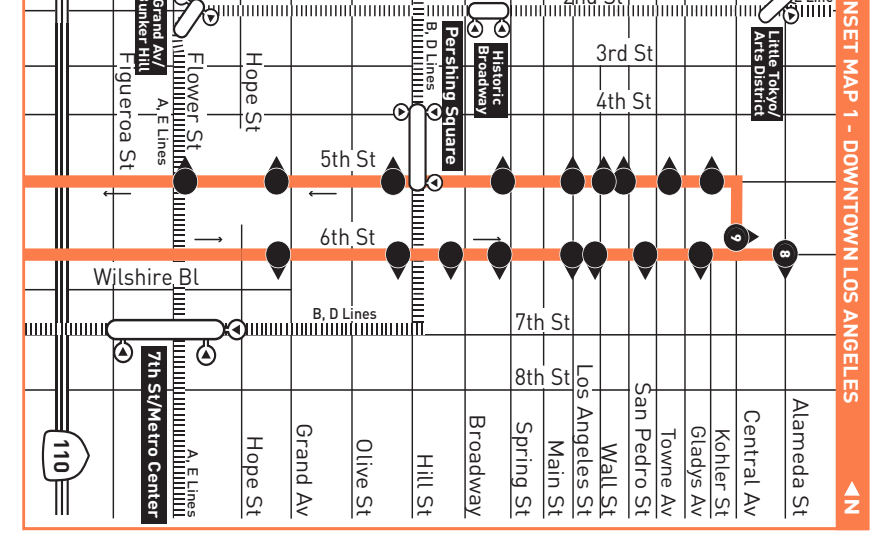 2nd St
Grand Av/
Bunker Hill
Figueroa St
A, E Lines
Flower St
Hope St
B, D Lines
Pershing Square
Historic
Broadway
3rd St
4th St
Little Tokyo/
Arts District
E Line
NSET MAP 1 - DOWNTOWN LOS ANGELES
N
5th St
6th St
9
8
Wilshire Bl
B, D Lines
7th St
8th St
7th St/Metro Center
A, E Lines
110
Hope St
Grand Av
Olive St
Hill St
Broadway
Spring St
Main St
Los Angeles St
Wall St
San Pedro St
Towne Av
Gladys Av
Kohler St
Central Av
Alameda St